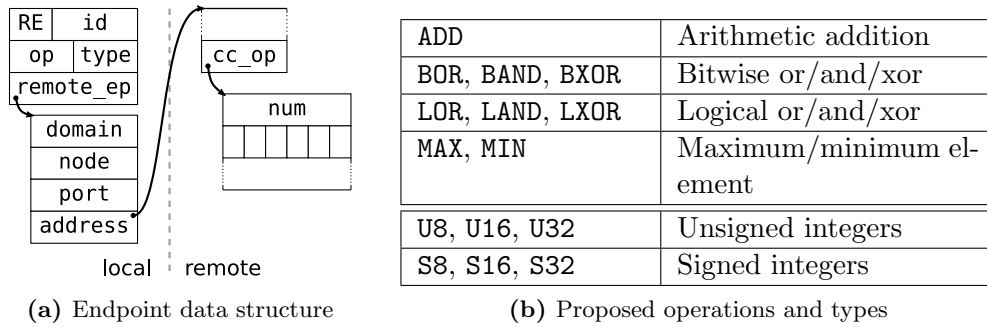 RE id
op type
remote_ep
domain
node
port
address
local
cc_op
num
remote
(a) Endpoint data structure
ADD Arithmetic addition
BOR, BAND, BXOR Bitwise or/and/xor
LOR, LAND, LXOR Logical or/and/xor
MAX, MIN Maximum/minimum el-
ement
U8, U16, U32 Unsigned integers
S8, S16, S32 Signed integers
(b) Proposed operations and types